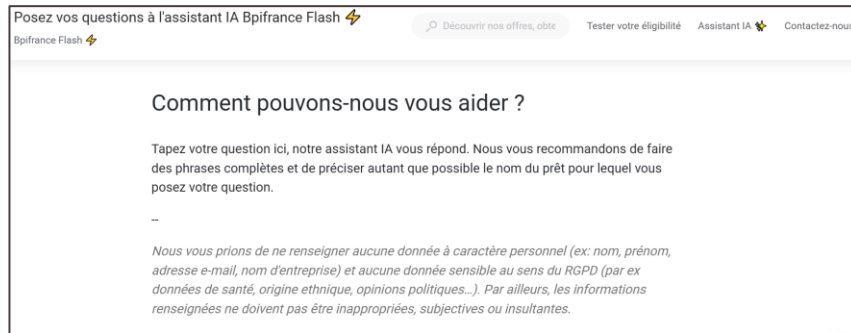 Posez vos questions à l'assistant IA Bpifrance Flash ⚡
Bpifrance Flash ⚡
Découvrir nos offres, obte
Tester votre éligibilité
Assistant IA ✨
Contactez-nous
Comment pouvons-nous vous aider ?
Tapez votre question ici, notre assistant IA vous répond. Nous vous recommandons de faire
des phrases complètes et de préciser autant que possible le nom du prêt pour lequel vous
posez votre question.
--
Nous vous prions de ne renseigner aucune donnée à caractère personnel (ex: nom, prénom,
adresse e-mail, nom d'entreprise) et aucune donnée sensible au sens du RGPD (par ex
données de santé, origine ethnique, opinions politiques…). Par ailleurs, les informations
renseignées ne doivent pas être inappropriées, subjectives ou insultantes.